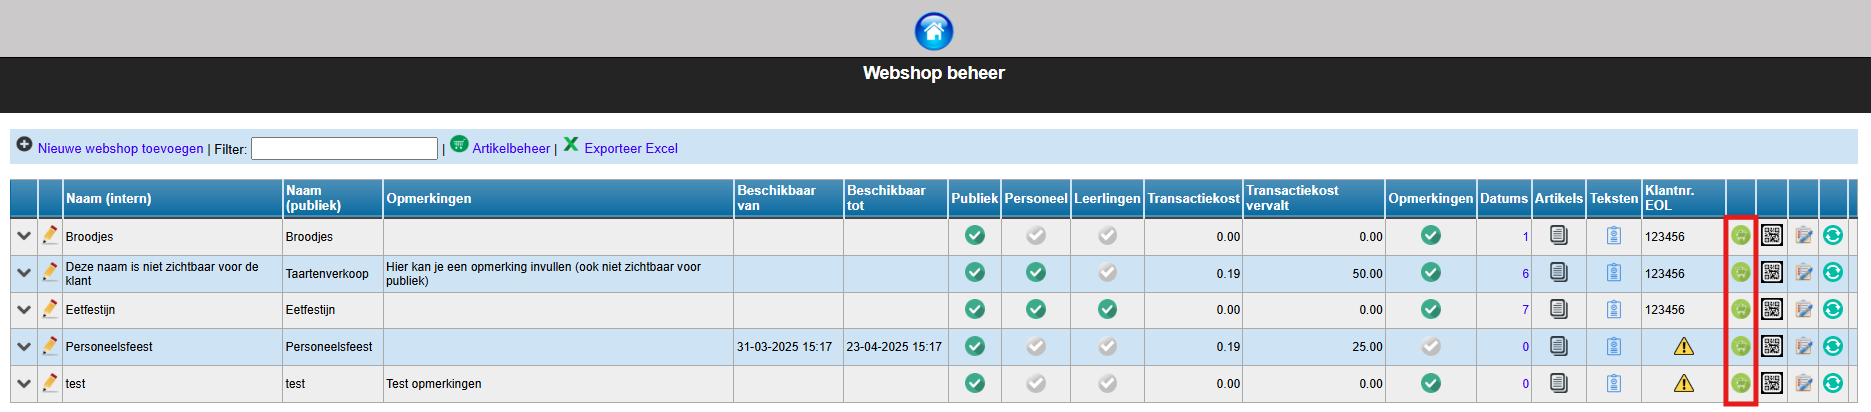 Webshop beheer
Nieuwe webshop toevoegen | Filter: | Artikelbeheer | Exporteer Excel
Naam (intern) Naam (publiek) Opmerkingen Beschikbaar van Beschikbaar tot Publiek Personeel Leerlingen Transactiekost Transactiekost vervalt Opmerkingen Datums Artikels Teksten Klantnr. EOL
Broodjes Broodjes 0.00 0.00 1 123456
Deze naam is niet zichtbaar voor de klant Taartenverkoop Hier kan je een opmerking invullen (ook niet zichtbaar voor publiek) 0.19 50.00 6 123456
Eetfestijn Eetfestijn 0.00 0.00 7 123456
Personeelsfeest Personeelsfeest 31-03-2025 15:17 23-04-2025 15:17 0.19 25.00 0
test test Test opmerkingen 0.00 0.00 0